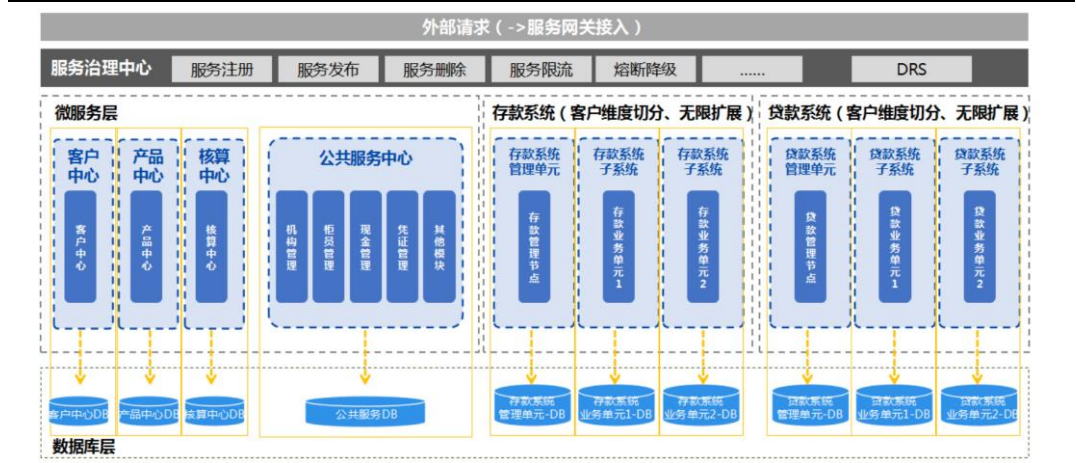 外部请求（->服务网关接入）
服务治理中心 服务注册 服务发布 服务删除 服务限流 熔断降级 …… DRS
微服务层
存款系统（客户维度切分、无限扩展）
贷款系统（客户维度切分、无限扩展）
客户
中心
产品
中心
核算
中心
公共服务中心
存款系统
管理单元
存款系统
子系统
存款系统
子系统
贷款系统
管理单元
贷款系统
子系统
贷款系统
子系统
客户中心
产品中心
核算中心
机构管理
柜员管理
现金管理
凭证管理
其他模块
存款管理节点
存款业务单元1
存款业务单元2
贷款管理节点
贷款业务单元1
贷款业务单元2
客户中心DB
产品中心DB
核算中心DB
公共服务DB
存款系统
管理单元-DB
存款系统
业务单元1-DB
存款系统
业务单元2-DB
贷款系统
管理单元-DB
贷款系统
业务单元1-DB
贷款系统
业务单元2-DB
数据库层